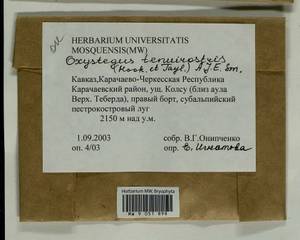 HERBARIUM UNIVERSITATIS
MOSQUENSIS(MW)
Oxystegus tenuirostris
(Hook. et Tayl.) A.J.E. Sm.
Кавказ,Карачаево-Черкесская Республика
Карачаевский район, ущ. Колсу (близ аула
Верх. Теберда), правый борт, субальпийский
пестрокостровый луг
2150 м над у.м.
1.09.2003
собр. В.Г.Онипченко
оп. 4/03
опр. Е. Игнатова
Herbarium MW, Bryophyta
MW 9 051 898